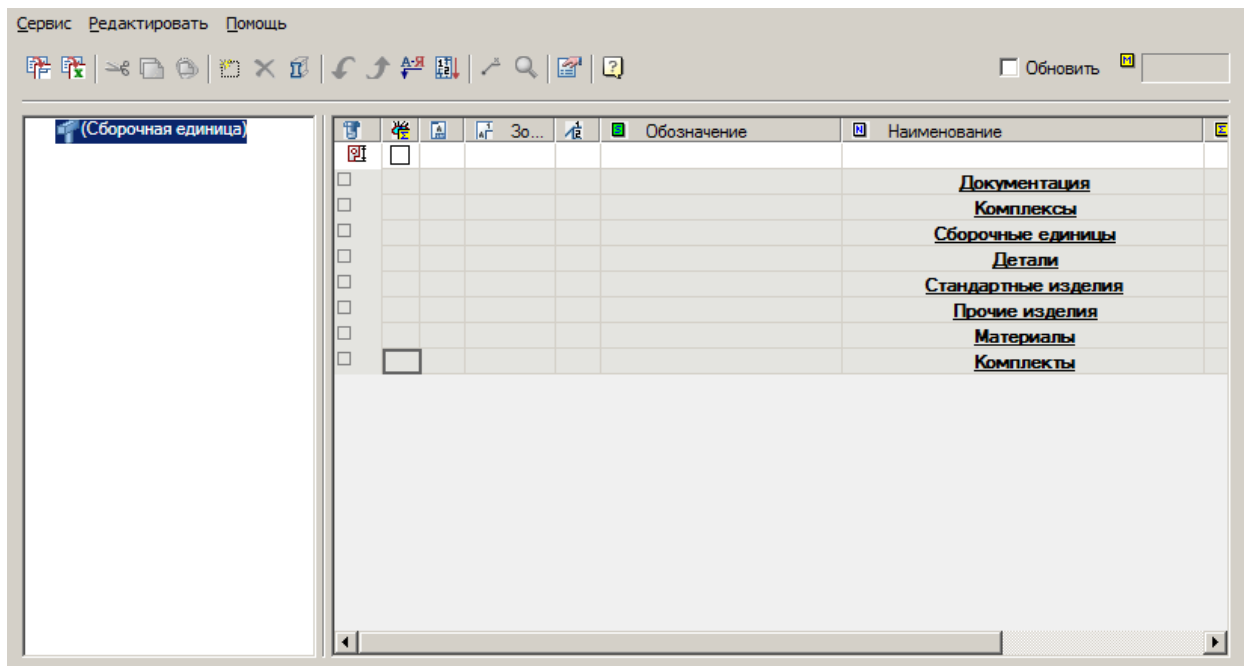 Сервис Редактировать Помощь
Обновить M
(Сборочная единица)
Зо... S Обозначение N Наименование Σ
Документация
Комплексы
Сборочные единицы
Детали
Стандартные изделия
Прочие изделия
Материалы
Комплекты